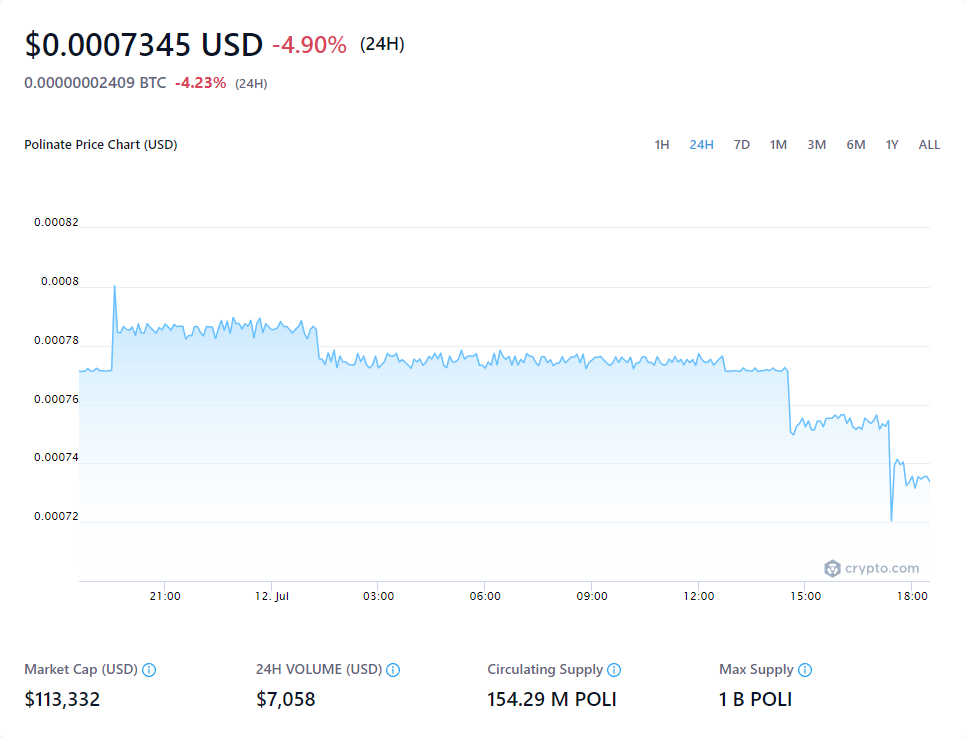 $0.0007345 USD -4.90% (24H)
0.00000002409 BTC -4.23% (24H)
Polinate Price Chart (USD) 1H 24H 7D 1M 3M 6M 1Y ALL
0.00082
0.0008
0.00078
0.00076
0.00074
0.00072
crypto.com
21:00 12. Jul 03:00 06:00 09:00 12:00 15:00 18:00
Market Cap (USD) 24H VOLUME (USD) Circulating Supply Max Supply
$113,332 $7,058 154.29 M POLI 1 B POLI